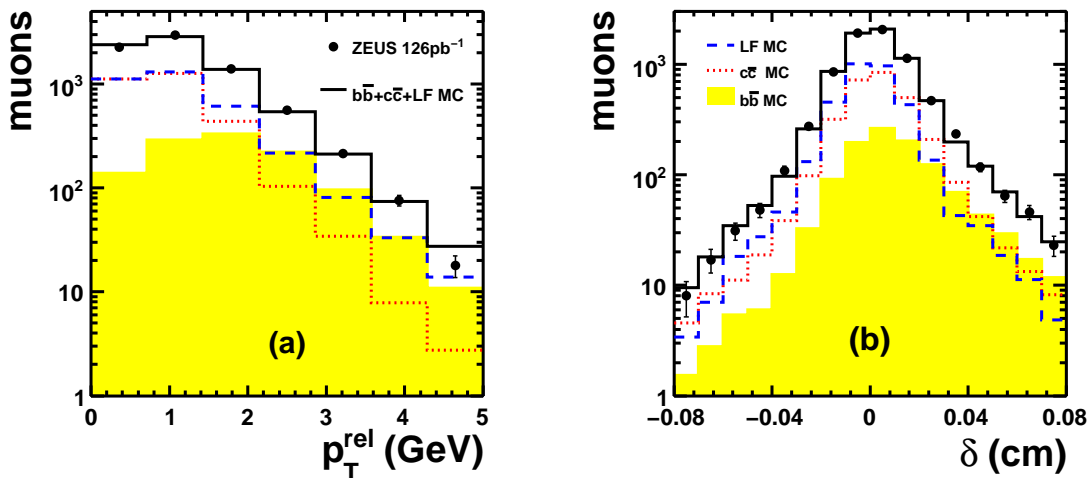 muons
10³
10²
10
1
ZEUS 126pb⁻¹
bb̅+cc̅+LF MC
(a)
0 1 2 3 4 5
p_T^rel (GeV)
muons
10³
10²
10
1
LF MC
cc̅ MC
bb̅ MC
(b)
−0.08 −0.04 0 0.04 0.08
δ (cm)